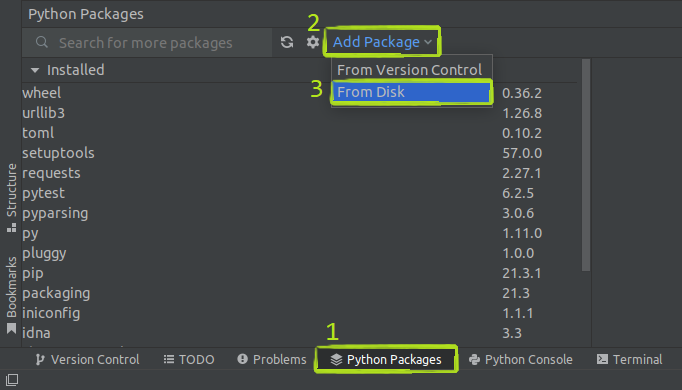 Python Packages
2
Search for more packages
Add Package
Installed
From Version Control
3
From Disk
wheel 0.36.2
urllib3 1.26.8
toml 0.10.2
setuptools 57.0.0
requests 2.27.1
pytest 6.2.5
pyparsing 3.0.6
py 1.11.0
pluggy 1.0.0
pip 21.3.1
packaging 21.3
iniconfig 1.1.1
idna 3.3
Structure
Bookmarks
1
Version Control TODO Problems Python Packages Python Console Terminal